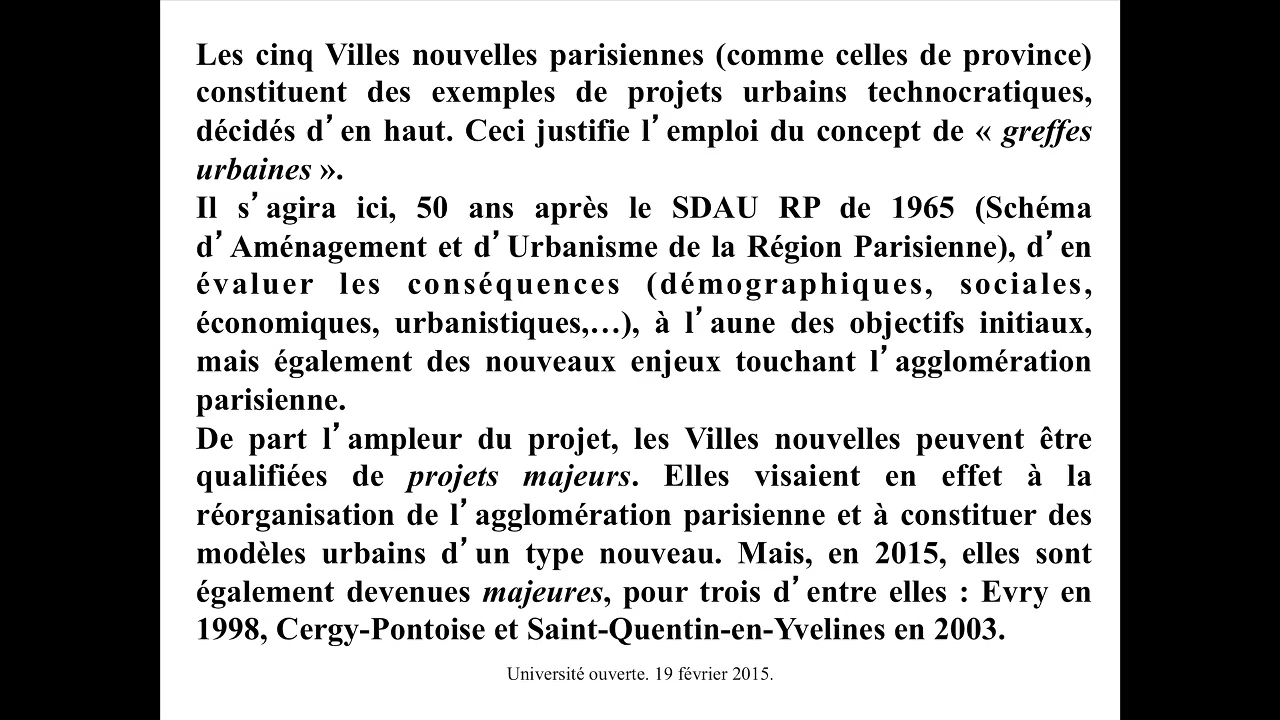 Les cinq Villes nouvelles parisiennes (comme celles de province)
constituent des exemples de projets urbains technocratiques,
décidés d’en haut. Ceci justifie l’emploi du concept de « greffes
urbaines ».
Il s’agira ici, 50 ans après le SDAU RP de 1965 (Schéma
d’Aménagement et d’Urbanisme de la Région Parisienne), d’en
évaluer les conséquences (démographiques, sociales,
économiques, urbanistiques,…), à l’aune des objectifs initiaux,
mais également des nouveaux enjeux touchant l’agglomération
parisienne.
De part l’ampleur du projet, les Villes nouvelles peuvent être
qualifiées de projets majeurs. Elles visaient en effet à la
réorganisation de l’agglomération parisienne et à constituer des
modèles urbains d’un type nouveau. Mais, en 2015, elles sont
également devenues majeures, pour trois d’entre elles : Evry en
1998, Cergy-Pontoise et Saint-Quentin-en-Yvelines en 2003.
Université ouverte. 19 février 2015.